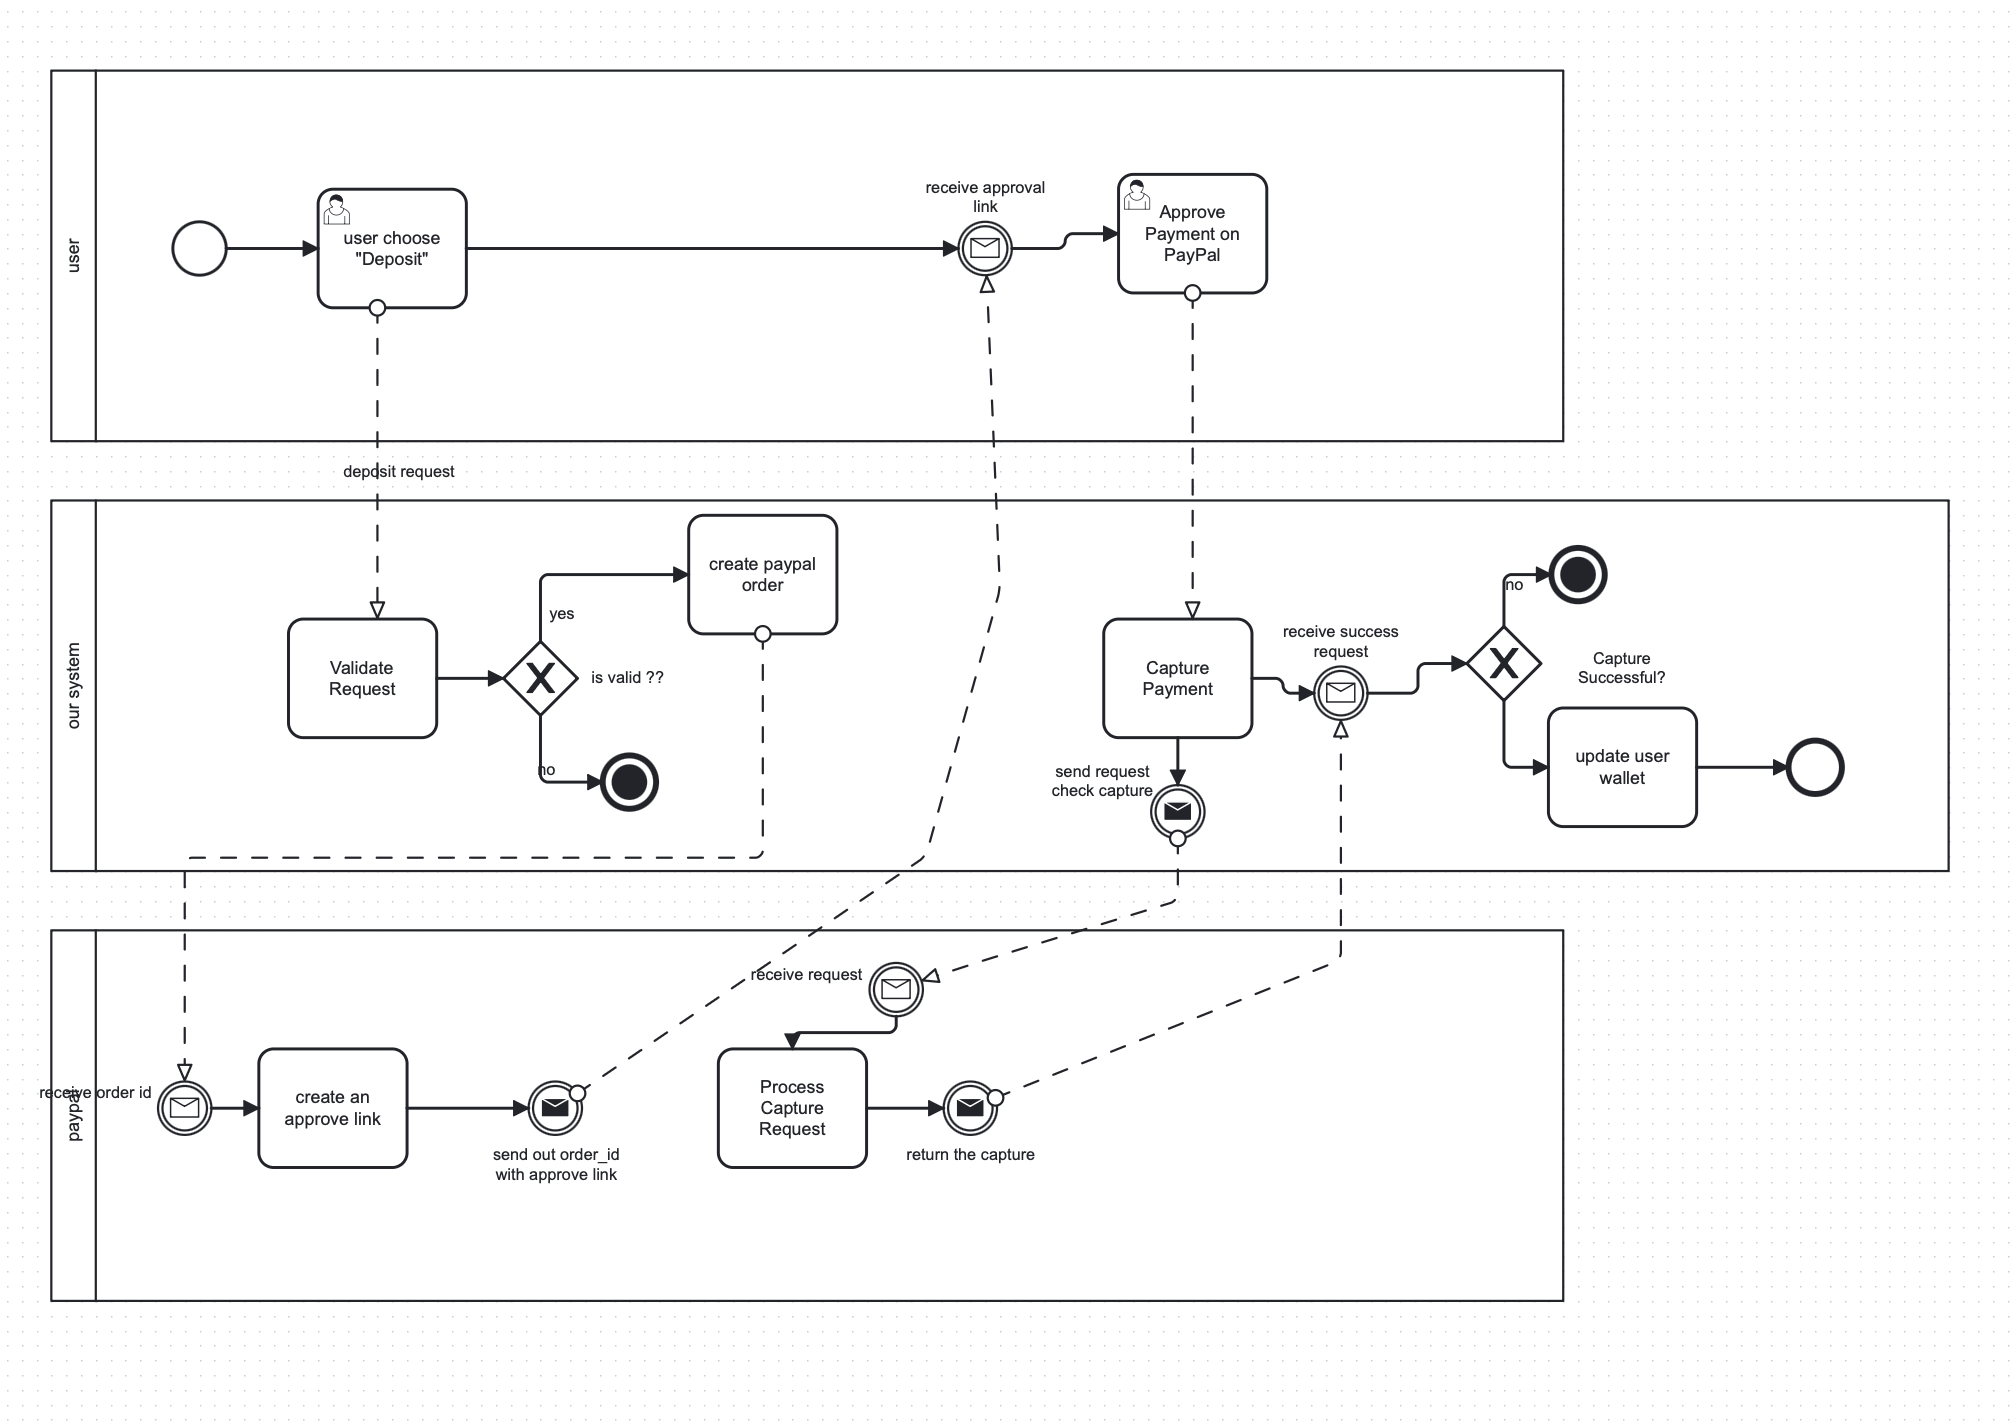 user
user choose
"Deposit"
receive approval
link
Approve
Payment on
PayPal
deposit request
our system
Validate
Request
yes
is valid ??
no
create paypal
order
Capture
Payment
send request
check capture
receive success
request
no
Capture
Successful?
update user
wallet
paypal
receive order id
create an
approve link
send out order_id
with approve link
receive request
Process
Capture
Request
return the capture